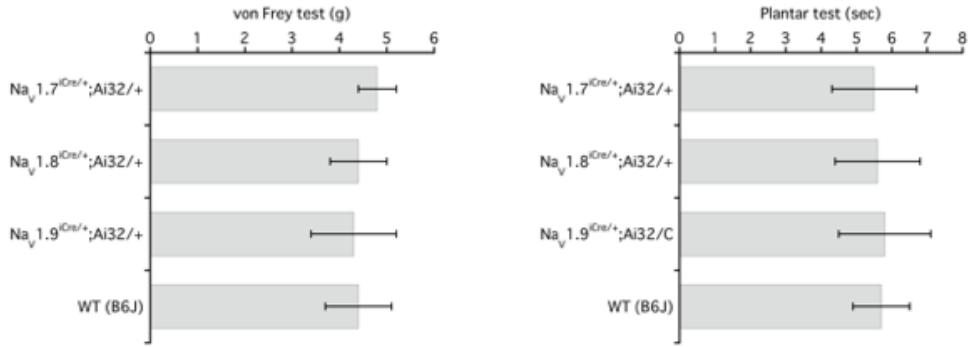 von Frey test (g)
0 1 2 3 4 5 6
Naᵥ1.7ⁱCre/+;Ai32/+
Naᵥ1.8ⁱCre/+;Ai32/+
Naᵥ1.9ⁱCre/+;Ai32/+
WT (B6J)
Plantar test (sec)
0 1 2 3 4 5 6 7 8
Naᵥ1.7ⁱCre/+;Ai32/+
Naᵥ1.8ⁱCre/+;Ai32/+
Naᵥ1.9ⁱCre/+;Ai32/C
WT (B6J)